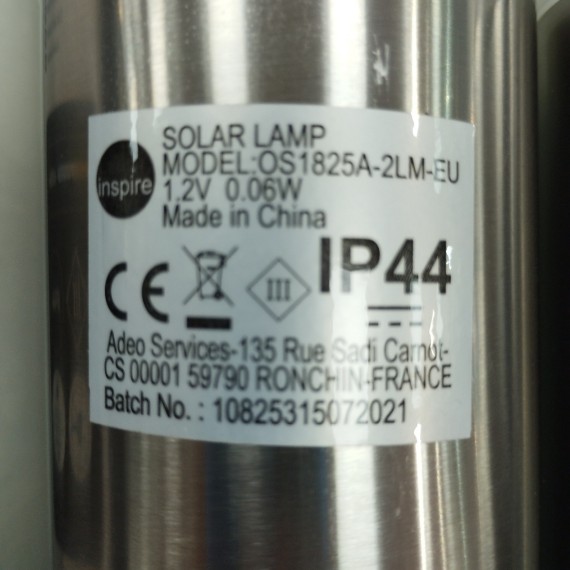 inspire
SOLAR LAMP
MODEL:OS1825A-2LM-EU
1.2V 0.06W
Made in China
CE
III
IP44
Adeo Services-135 Rue Sadi Carnot-
CS 00001 59790 RONCHIN-FRANCE
Batch No. : 10825315072021